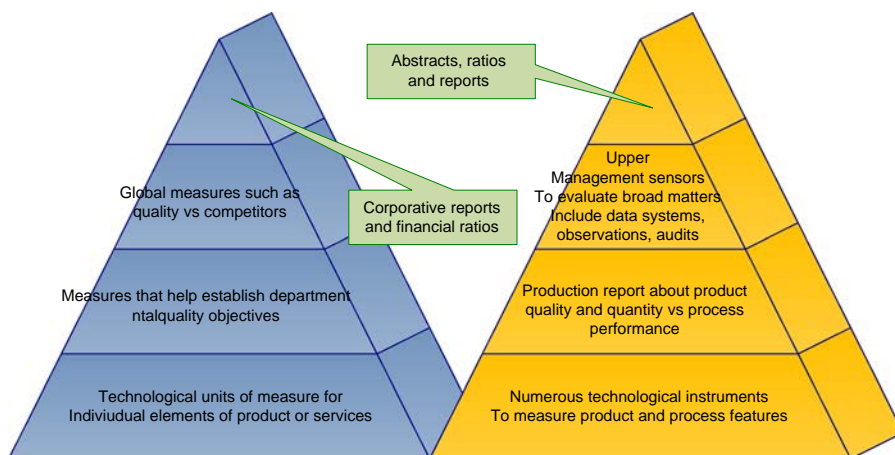 Abstracts, ratios
and reports
Corporative reports
and financial ratios
Global measures such as
quality vs competitors
Measures that help establish department
ntalquality objectives
Technological units of measure for
Indiviudual elements of product or services
Upper
Management sensors
To evaluate broad matters
Include data systems,
observations, audits
Production report about product
quality and quantity vs process
performance
Numerous technological instruments
To measure product and process features